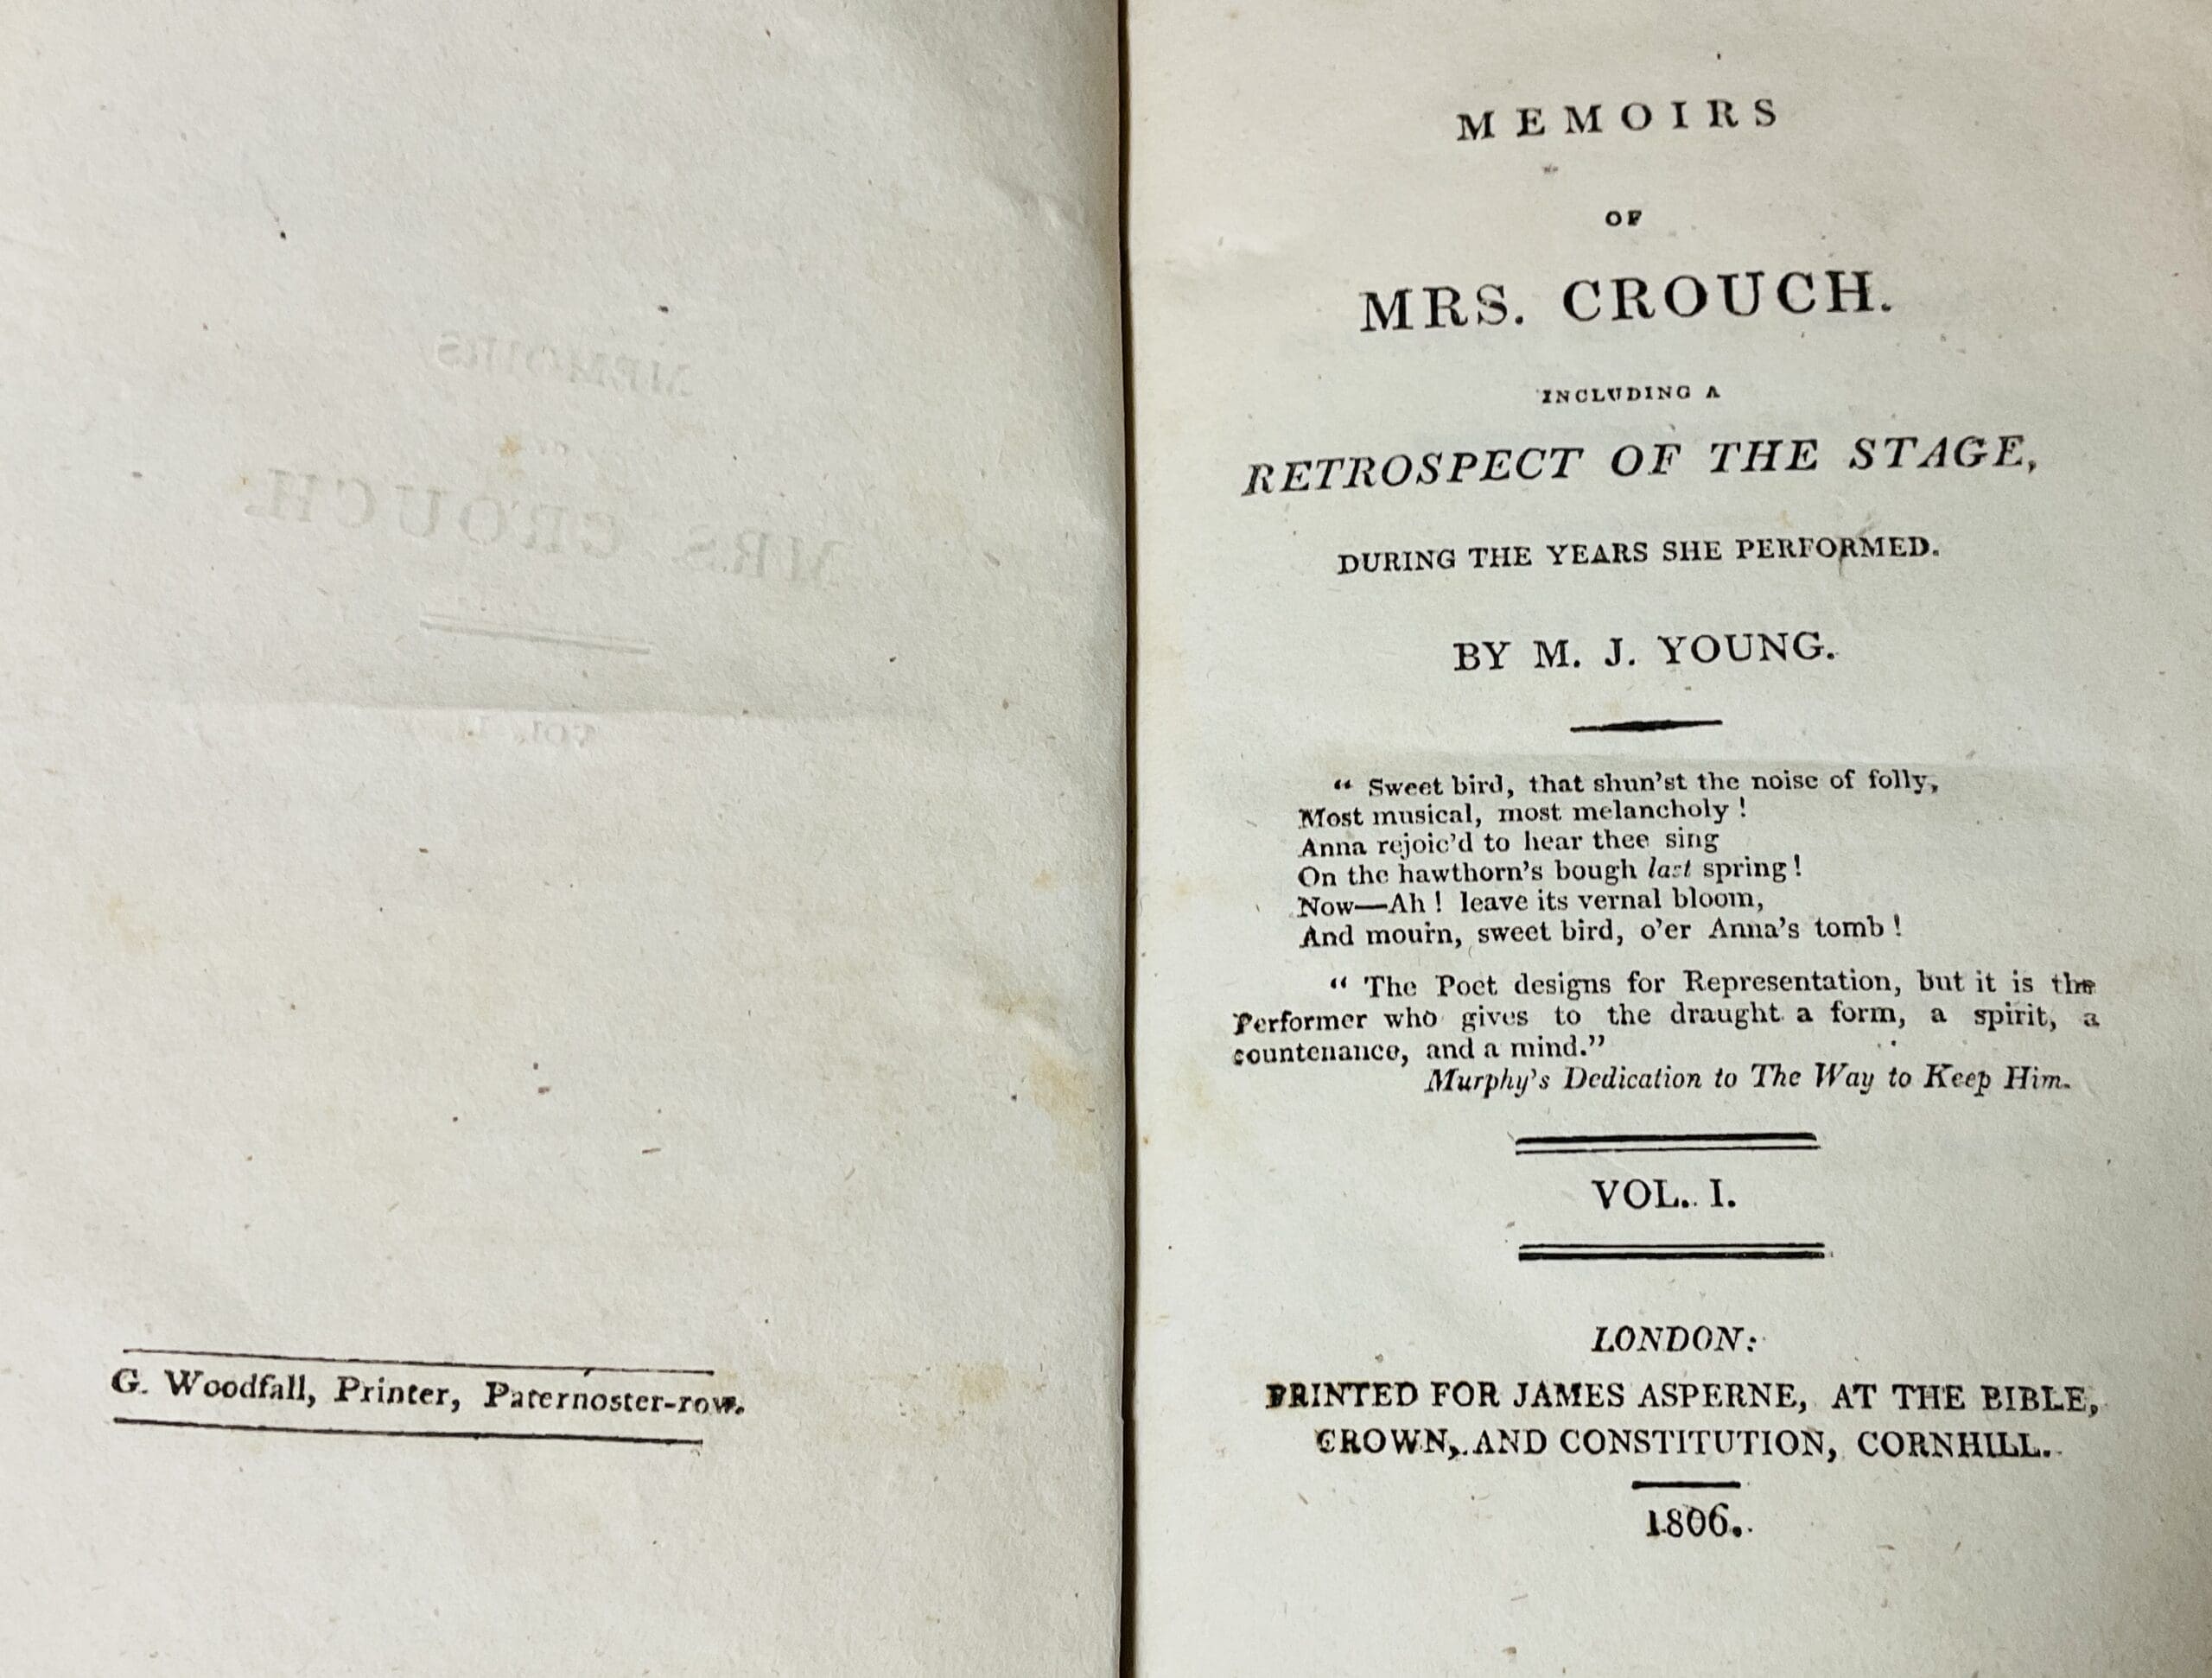 MEMOIRS
MRS. CROUCH.
VOL. I.
G. Woodfall, Printer, Paternoster-row.
MEMOIRS
OF
MRS. CROUCH.
INCLUDING A
RETROSPECT OF THE STAGE,
DURING THE YEARS SHE PERFORMED.
BY M. J. YOUNG.
“ Sweet bird, that shun’st the noise of folly,
Most musical, most melancholy !
Anna rejoic’d to hear thee sing
On the hawthorn’s bough last spring !
Now—Ah ! leave its vernal bloom,
And mourn, sweet bird, o’er Anna’s tomb !
“ The Poet designs for Representation, but it is the
Performer who gives to the draught a form, a spirit, a
countenance, and a mind.”
Murphy’s Dedication to The Way to Keep Him.
VOL. I.
LONDON:
PRINTED FOR JAMES ASPERNE, AT THE BIBLE,
CROWN, AND CONSTITUTION, CORNHILL.
1806.